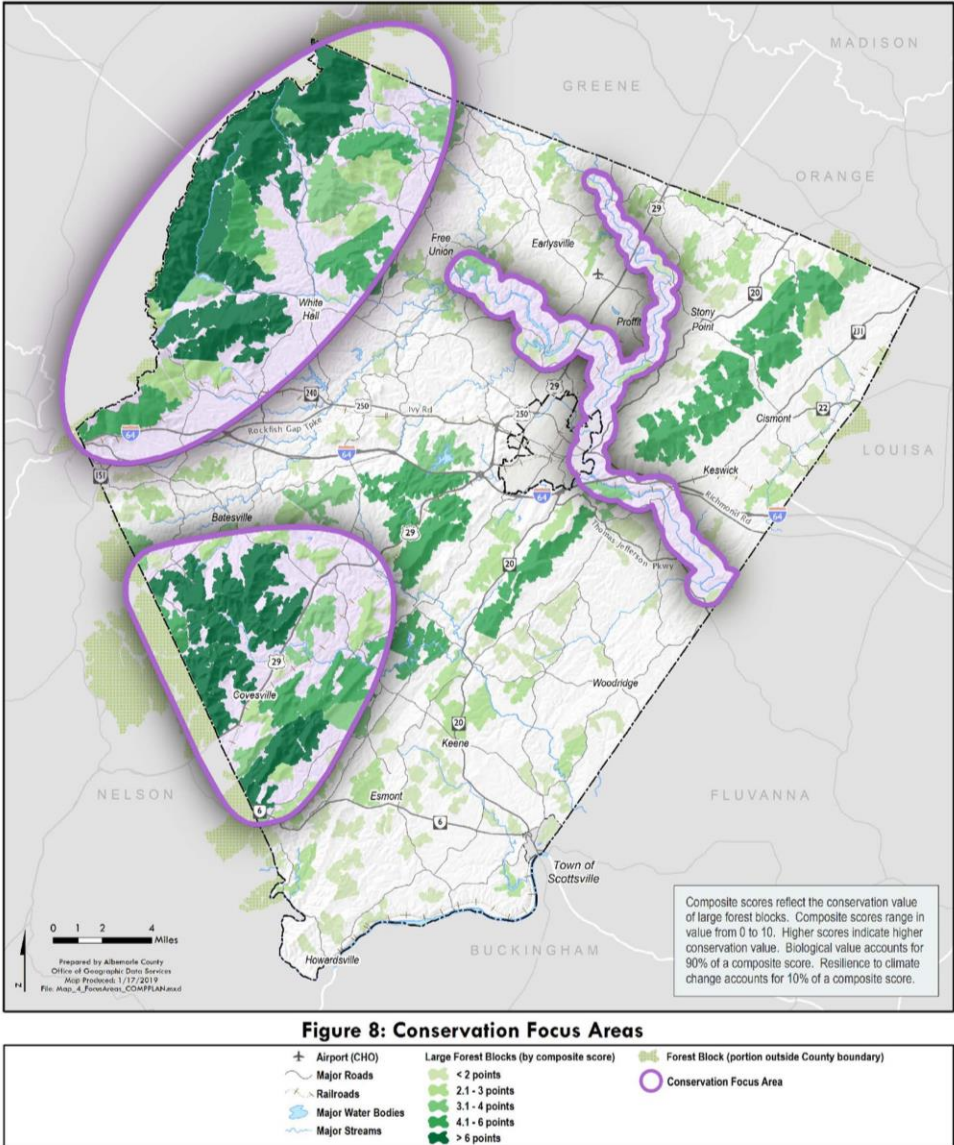 MADISON
GREENE
ORANGE
29
Free
Union
Earlysville
20
White
Hall
Proffit
Stony
Point
231
29
240
250
Ivy Rd
250
Cismont
22
Rockfish Gap Tpke
64
64
LOUISA
151
Keswick
64
Richmond Rd
64
Batesville
29
Thomas Jefferson Pkwy
20
29
Covesville
Woodridge
20
Keene
NELSON
FLUVANNA
6
Esmont
6
Town of
Scottsville
Composite scores reflect the conservation value
of large forest blocks. Composite scores range in
value from 0 to 10. Higher scores indicate higher
conservation value. Biological value accounts for
90% of a composite score. Resilience to climate
change accounts for 10% of a composite score.
0 1 2 4
Miles
BUCKINGHAM
Howardsville
Prepared by Albemarle County
Office of Geographic Data Services
Map Produced: 1/17/2019
File: Map_4_FocusAreas_COMPPLAN.mxd
N
Figure 8: Conservation Focus Areas
Airport (CHO)
Major Roads
Railroads
Major Water Bodies
Major Streams
Large Forest Blocks (by composite score)
< 2 points
2.1 - 3 points
3.1 - 4 points
4.1 - 6 points
> 6 points
Forest Block (portion outside County boundary)
Conservation Focus Area